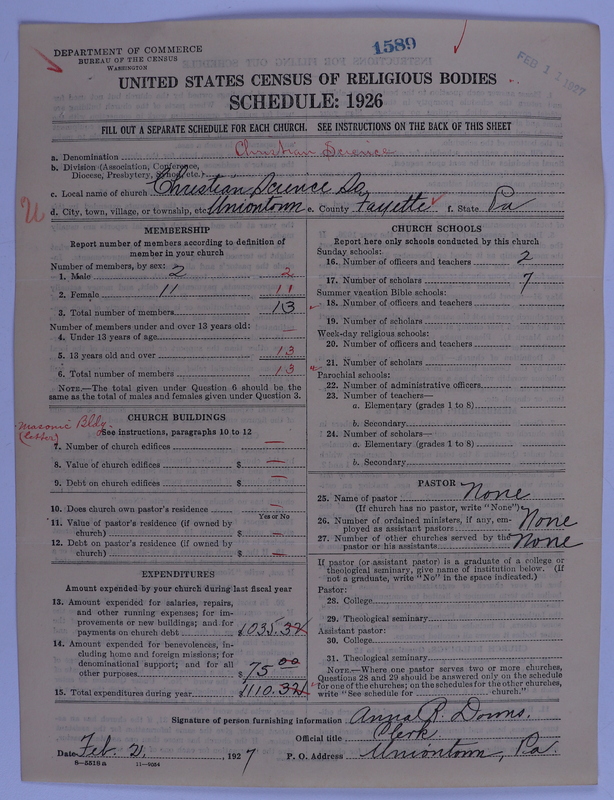 1589
FEB 1 1927
DEPARTMENT OF COMMERCE
BUREAU OF THE CENSUS
WASHINGTON
UNITED STATES CENSUS OF RELIGIOUS BODIES
SCHEDULE: 1926
FILL OUT A SEPARATE SCHEDULE FOR EACH CHURCH. SEE INSTRUCTIONS ON THE BACK OF THIS SHEET
a. Denomination Christian Science
b. Division (Association, Conference, Diocese, Presbytery, Synod, etc.)
c. Local name of church Christian Science So
d. City, town, village, or township, etc. Uniontown e. County Fayette f. State Pa
MEMBERSHIP
Report number of members according to definition of
member in your church
Number of members, by sex:
1. Male 2 2
2. Female 11 11
3. Total number of members 13
Number of members under and over 13 years old:
4. Under 13 years of age —
5. 13 years old and over 13
6. Total number of members 13
NOTE.—The total given under Question 6 should be the
same as the total of males and females given under Question 3.
CHURCH BUILDINGS
Masonic Bldg.
(letter)
See instructions, paragraphs 10 to 12
7. Number of church edifices —
8. Value of church edifices $ —
9. Debt on church edifices $ —
10. Does church own pastor's residence —
Yes or No
11. Value of pastor's residence (if owned by
church) $ —
12. Debt on pastor's residence (if owned by
church) $ —
EXPENDITURES
Amount expended by your church during last fiscal year
13. Amount expended for salaries, repairs,
and other running expenses; for im-
provements or new buildings; and for
payments on church debt $1035.32
14. Amount expended for benevolences, in-
cluding home and foreign missions; for
denominational support; and for all
other purposes $ 75 00
15. Total expenditures during year $1110.32
CHURCH SCHOOLS
Report here only schools conducted by this church
Sunday schools:
16. Number of officers and teachers 2
17. Number of scholars 7
Summer vacation Bible schools:
18. Number of officers and teachers
19. Number of scholars
Week-day religious schools:
20. Number of officers and teachers
21. Number of scholars
Parochial schools:
22. Number of administrative officers
23. Number of teachers—
a. Elementary (grades 1 to 8)
b. Secondary
24. Number of scholars—
a. Elementary (grades 1 to 8)
b. Secondary
PASTOR
25. Name of pastor None
(If church has no pastor, write "None")
26. Number of ordained ministers, if any, em-
ployed as assistant pastors None
27. Number of other churches served by the
pastor or his assistants None
If pastor (or assistant pastor) is a graduate of a college or
theological seminary, give name of institution below. (If
not a graduate, write "No" in the space indicated.)
Pastor:
28. College
29. Theological seminary
Assistant pastor:
30. College
31. Theological seminary
NOTE.—Where one pastor serves two or more churches,
Questions 28 and 29 should be answered only on the schedule
for one of the churches; on the schedules for the other churches,
write "See schedule for church."
Signature of person furnishing information Anna R. Downs.
Official title Clerk
Date Feb. 2, 1927 P. O. Address Uniontown, Pa.
8—5518a 11—4054